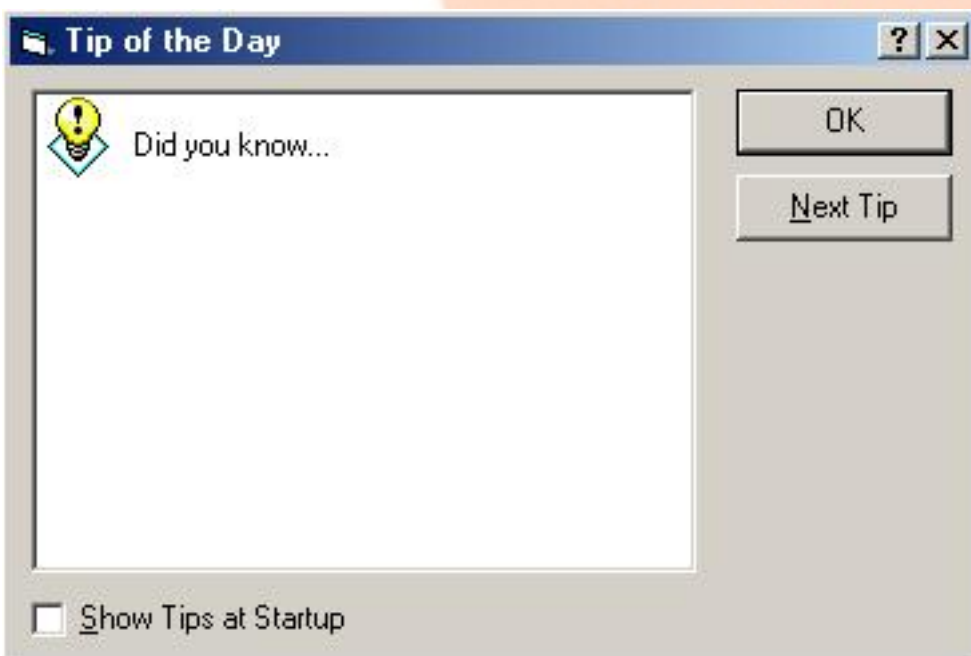 Tip of the Day
Did you know...
OK
Next Tip
Show Tips at Startup